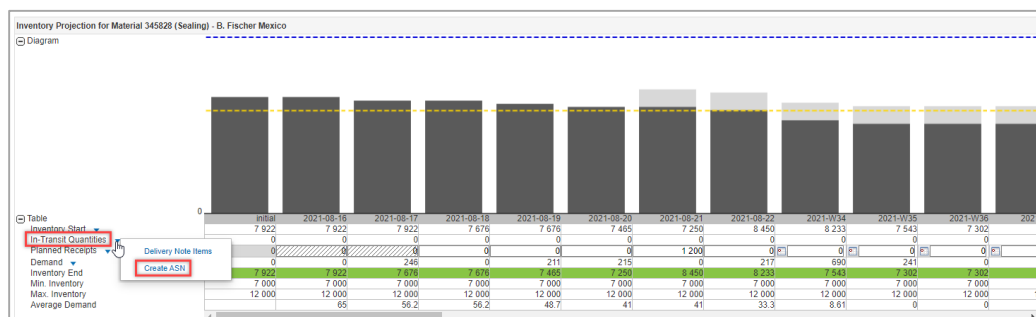 Inventory Projection for Material 345828 (Sealing) - B. Fischer Mexico
Diagram
0
Table initial 2021-08-16 2021-08-17 2021-08-18 2021-08-19 2021-08-20 2021-08-21 2021-08-22 2021-W34 2021-W35 2021-W36 202
Inventory Start 7 922 7 922 7 922 7 676 7 676 7 465 7 250 8 450 8 233 7 543 7 302
In-Transit Quantities 0 0 0 0 0 0 0 0 0 0 0
Planned Receipts 0 0 0 0 0 0 1 200 0 0 0 0
Delivery Note Items
Demand 0 0 246 0 211 215 0 217 690 241 0
Create ASN
Inventory End 7 922 7 922 7 676 7 676 7 465 7 250 8 450 8 233 7 543 7 302 7 302
Min. Inventory 7 000 7 000 7 000 7 000 7 000 7 000 7 000 7 000 7 000 7 000 7 000
Max. Inventory 12 000 12 000 12 000 12 000 12 000 12 000 12 000 12 000 12 000 12 000 12 000
Average Demand 65 56.2 56.2 48.7 41 41 33.3 8.61 0 0